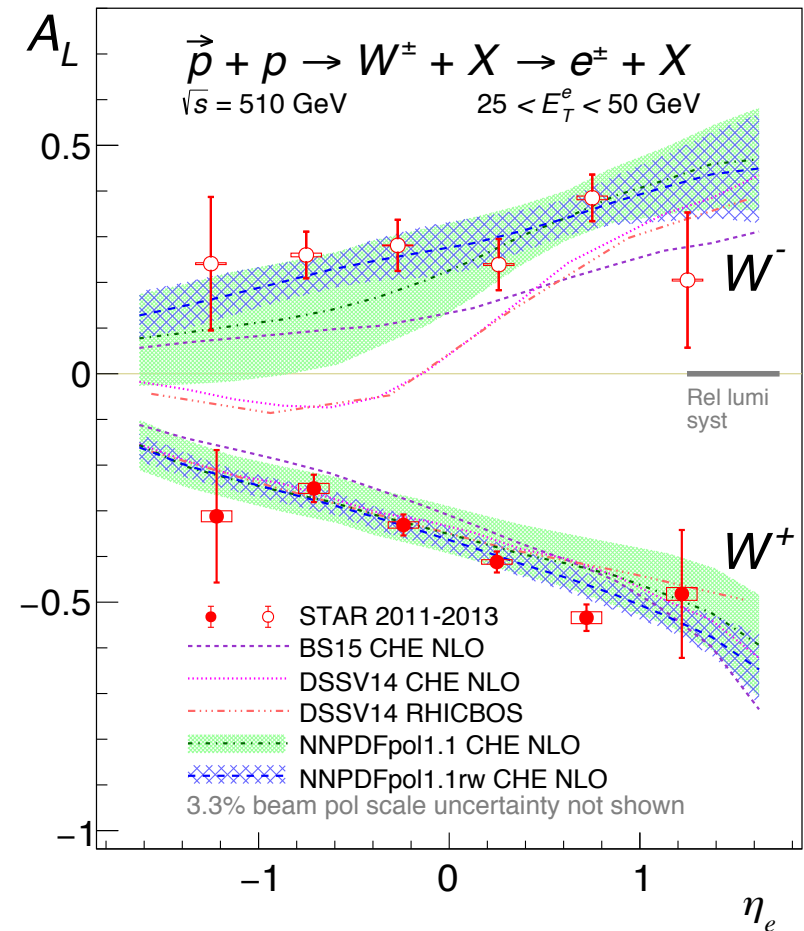 A_L
p⃗ + p → W± + X → e± + X
√s = 510 GeV
25 < E_T^e < 50 GeV
0.5
W-
0
Rel lumi
syst
W+
−0.5
STAR 2011-2013
BS15 CHE NLO
DSSV14 CHE NLO
DSSV14 RHICBOS
NNPDFpol1.1 CHE NLO
NNPDFpol1.1rw CHE NLO
3.3% beam pol scale uncertainty not shown
−1
−1 0 1
η_e